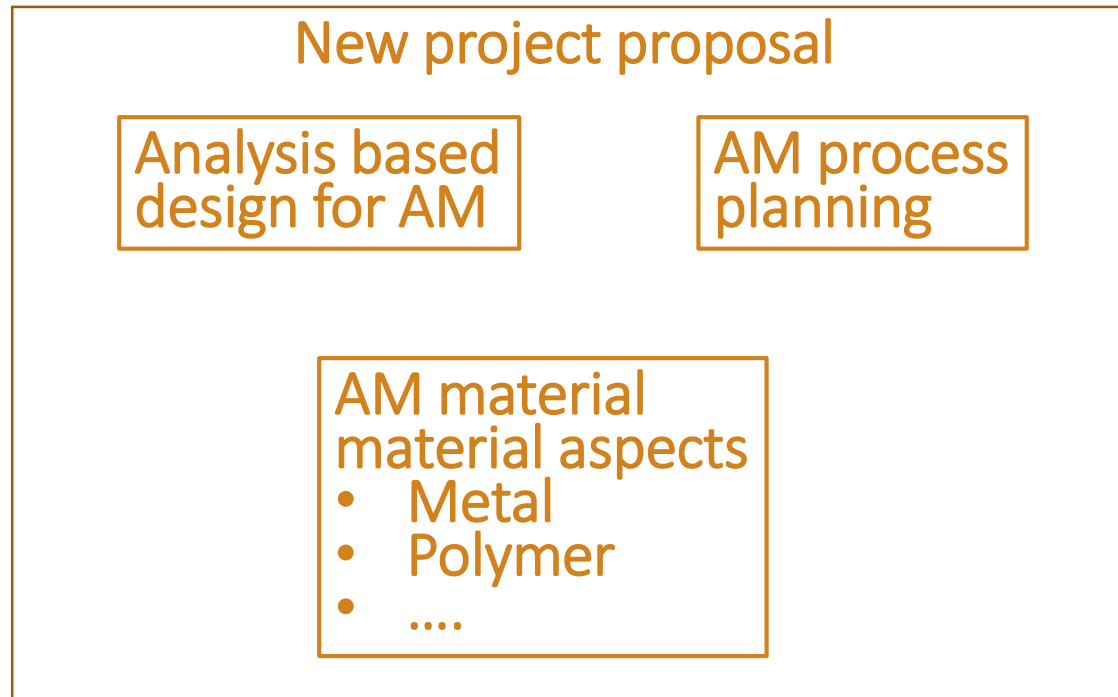 New project proposal
Analysis based
design for AM
AM process
planning
AM material
material aspects
• Metal
• Polymer
• ....